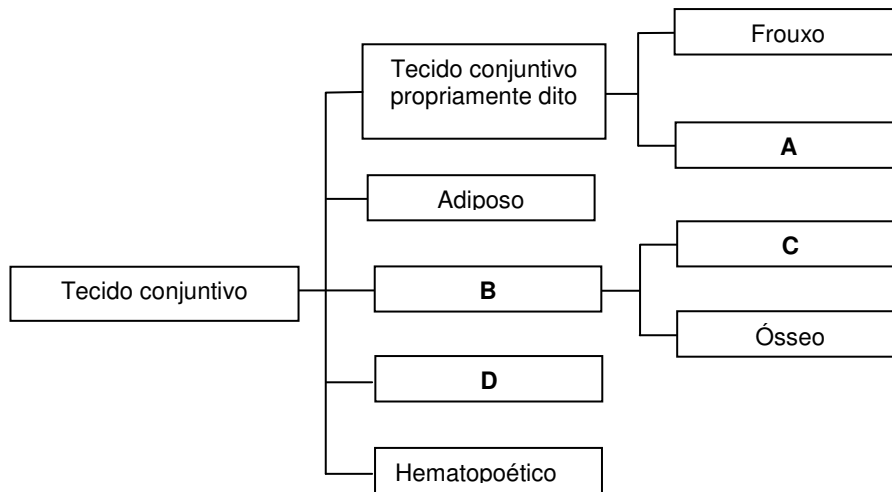 Frouxo
Tecido conjuntivo
propriamente dito
A
Adiposo
C
Tecido conjuntivo
B
Ósseo
D
Hematopoético